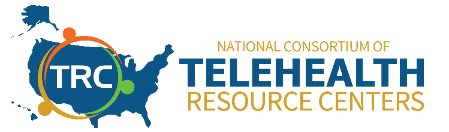 TRC
NATIONAL CONSORTIUM OF
TELEHEALTH
RESOURCE CENTERS